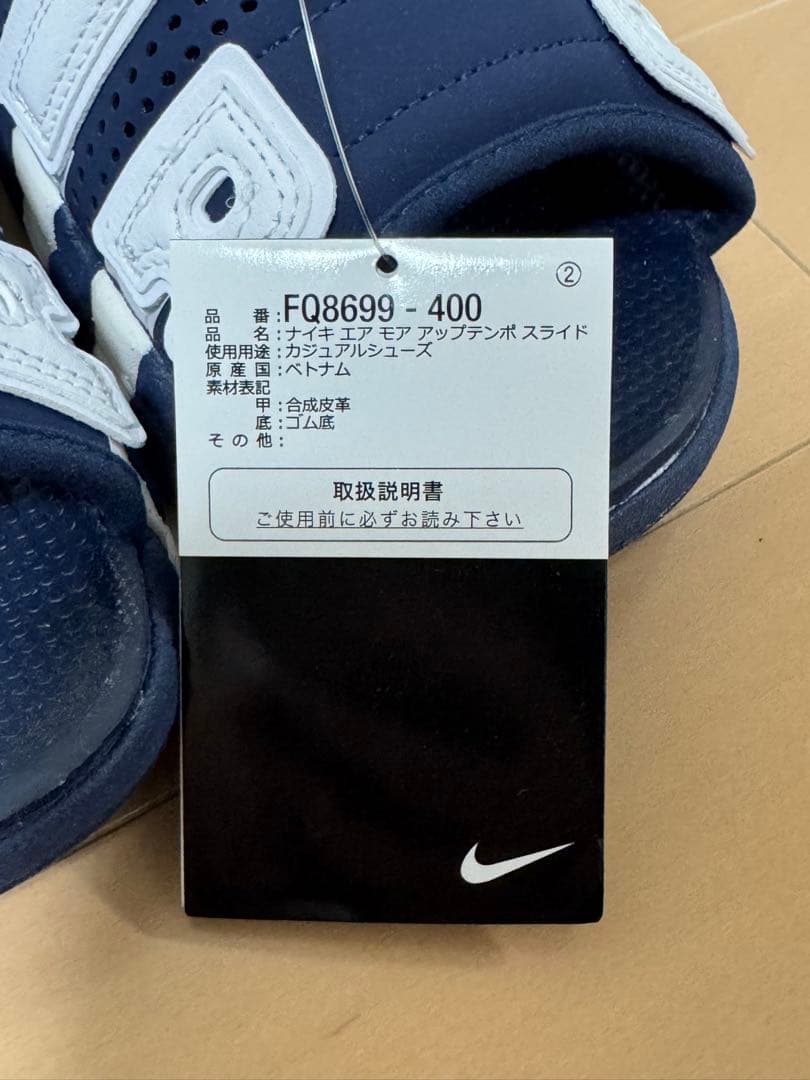 ②
品番:FQ8699 - 400
品名:ナイキ エア モア アップテンポ スライド
使用用途:カジュアルシューズ
原産国:ベトナム
素材表記
甲:合成皮革
底:ゴム底
その他:
取扱説明書
ご使用前に必ずお読み下さい